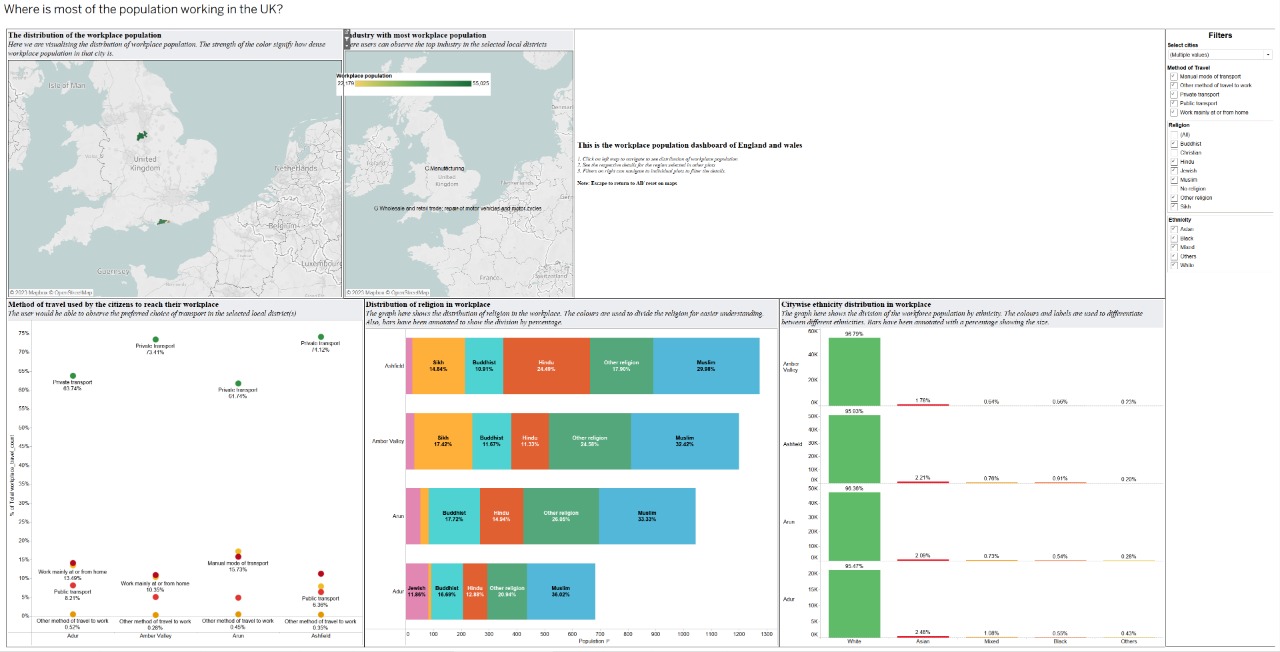 Where is most of the population working in the UK?
The distribution of the workplace population
Here we are visualising the distribution of workplace population. The strength of the color signify how dense
workplace population in that city is.
Isle of Man
United
Kingdom
Netherlands
Belgium
Luxembourg
Guernsey
© 2023 Mapbox © OpenStreetMap
ndustry with most workplace population
ere users can observe the top industry in the selected local districts
Workplace population
22,179
55,025
German
Ireland
C Manufacturing
United
Kingdom
Netherlands
G Wholesale and retail trade; repair of motor vehicles and motor cycles
France
Switzerland
© 2023 Mapbox © OpenStreetMap
This is the workplace population dashboard of England and wales
1. Click on left map to navigate to see distribution of workplace population
2. See the respective details for the region selected in other plots
3. Filters on right can navigate to individual plots to filter the details
Note: Escape to return to All/ reset on maps
Filters
Select cities
(Multiple values)
Method of Travel
Manual mode of transport
Other method of travel to work
Private transport
Public transport
Work mainly at or from home
Religion
(All)
Buddhist
Christian
Hindu
Jewish
Muslim
No religion
Other religion
Sikh
Ethnicity
Asian
Black
Mixed
Others
White
Method of travel used by the citizens to reach their workplace
The user would be able to observe the preferred choice of transport in the selected local district(s)
% of Total workplace_travel_count
75%
70%
65%
60%
55%
50%
45%
40%
35%
30%
25%
20%
15%
10%
5%
0%
Private transport
63.74%
Private transport
73.41%
Private transport
61.74%
Private transport
74.12%
Work mainly at or from home
13.49%
Public transport
8.21%
Other method of travel to work
0.52%
Work mainly at or from home
10.35%
Other method of travel to work
0.28%
Manual mode of transport
15.73%
Other method of travel to work
0.45%
Public transport
6.36%
Other method of travel to work
0.35%
Adur
Amber Valley
Arun
Ashfield
Distribution of religion in workplace
The graph here shows the distribution of religion in the workplace. The colours are used to divide the religion for easier understanding.
Also, bars have been annotated to show the division by percentage.
Ashfield
Sikh
14.84%
Buddhist
10.91%
Hindu
24.49%
Other religion
17.90%
Muslim
29.98%
Amber Valley
Sikh
17.42%
Buddhist
11.67%
Hindu
11.33%
Other religion
24.58%
Muslim
32.42%
Arun
Buddhist
17.72%
Hindu
14.94%
Other religion
26.05%
Muslim
33.33%
Adur
Jewish
11.86%
Buddhist
16.69%
Hindu
12.88%
Other religion
20.94%
Muslim
36.02%
0 100 200 300 400 500 600 700 800 900 1000 1100 1200 1300
Population
Citywise ethnicity distribution in workplace
The graph here shows the division of the workforce population by ethnicity. The colours and labels are used to differentiate
between different ethnicities. Bars have been annotated with a percentage showing the size.
Amber
Valley
60K
40K
20K
0K
96.79%
1.78%
0.64%
0.56%
0.23%
Ashfield
50K
40K
30K
20K
10K
0K
95.93%
2.21%
0.76%
0.91%
0.20%
Arun
50K
40K
30K
20K
10K
0K
96.36%
2.09%
0.73%
0.54%
0.28%
Adur
20K
15K
10K
5K
0K
95.47%
2.48%
1.08%
0.55%
0.43%
White
Asian
Mixed
Black
Others